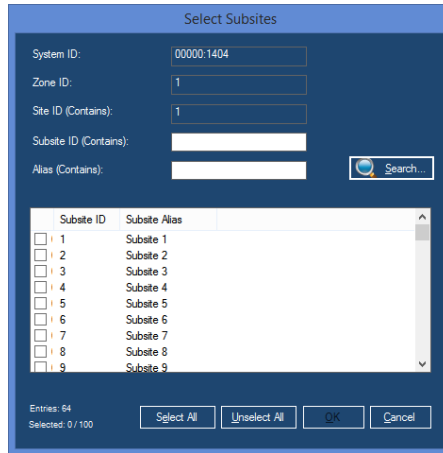 Select Subsites
System ID: 00000:1404
Zone ID: 1
Site ID (Contains): 1
Subsite ID (Contains):
Alias (Contains): Search...
Subsite ID Subsite Alias
1 Subsite 1
2 Subsite 2
3 Subsite 3
4 Subsite 4
5 Subsite 5
6 Subsite 6
7 Subsite 7
8 Subsite 8
9 Subsite 9
Entries: 64
Selected: 0 / 100
Select All Unselect All OK Cancel